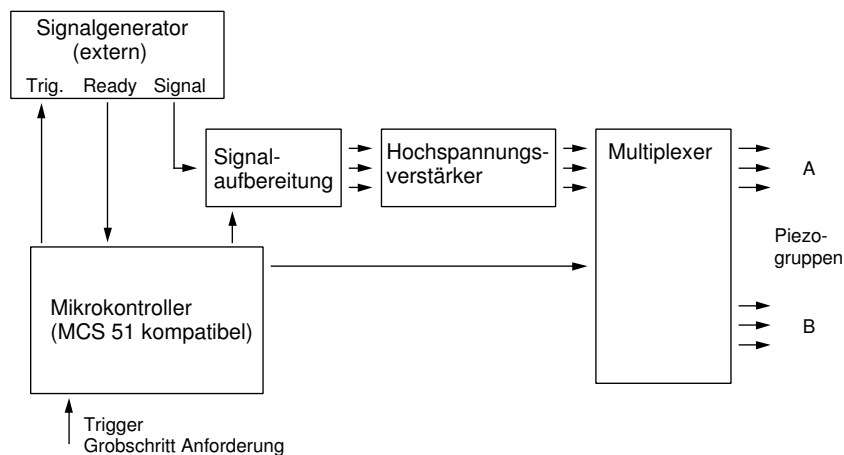 Signalgenerator
(extern)
Trig. Ready Signal
Signal-
aufbereitung
Hochspannungs-
verstärker
Multiplexer
A
Piezo-
gruppen
B
Mikrokontroller
(MCS 51 kompatibel)
Trigger
Grobschritt Anforderung